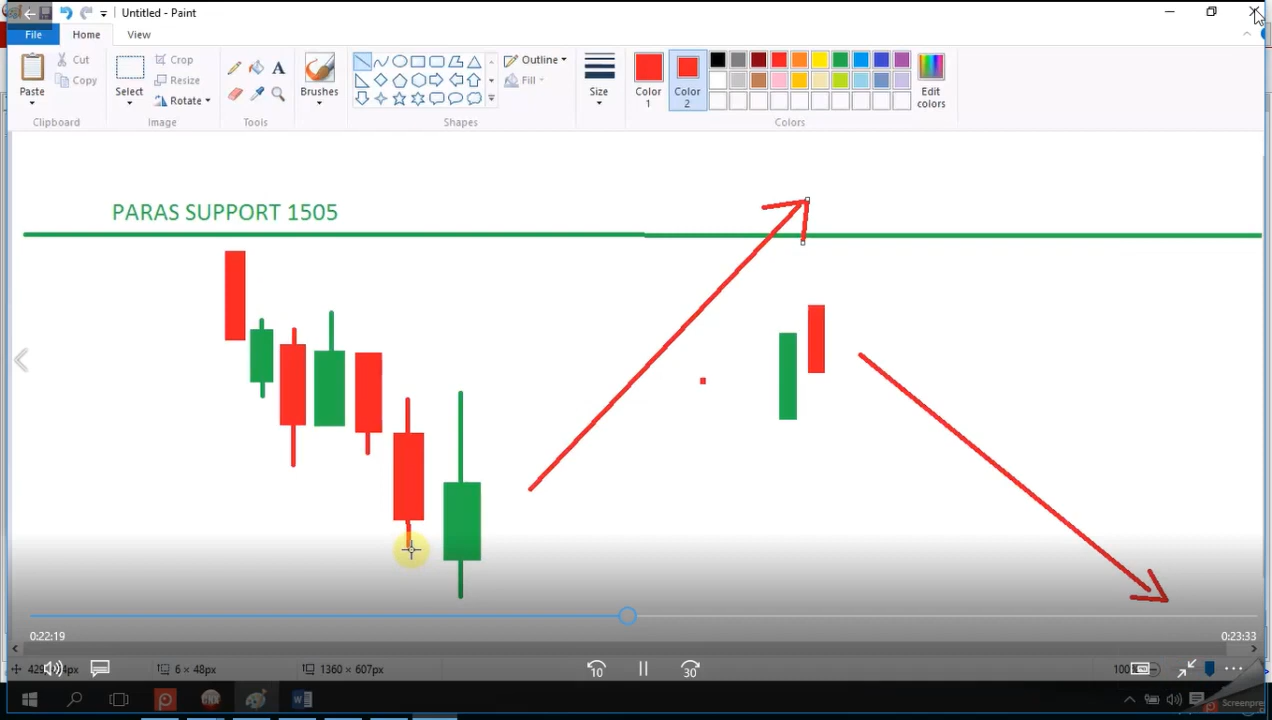 Untitled - Paint
File Home View
Paste
Cut
Copy
Clipboard
Select
Crop
Resize
Rotate
Image
Tools
Brushes
Shapes
Outline
Fill
Size
Color 1
Color 2
Edit colors
Colors
PARAS SUPPORT 1505
0:22:19
0:23:33
6 × 48px
1360 × 607px
10
30